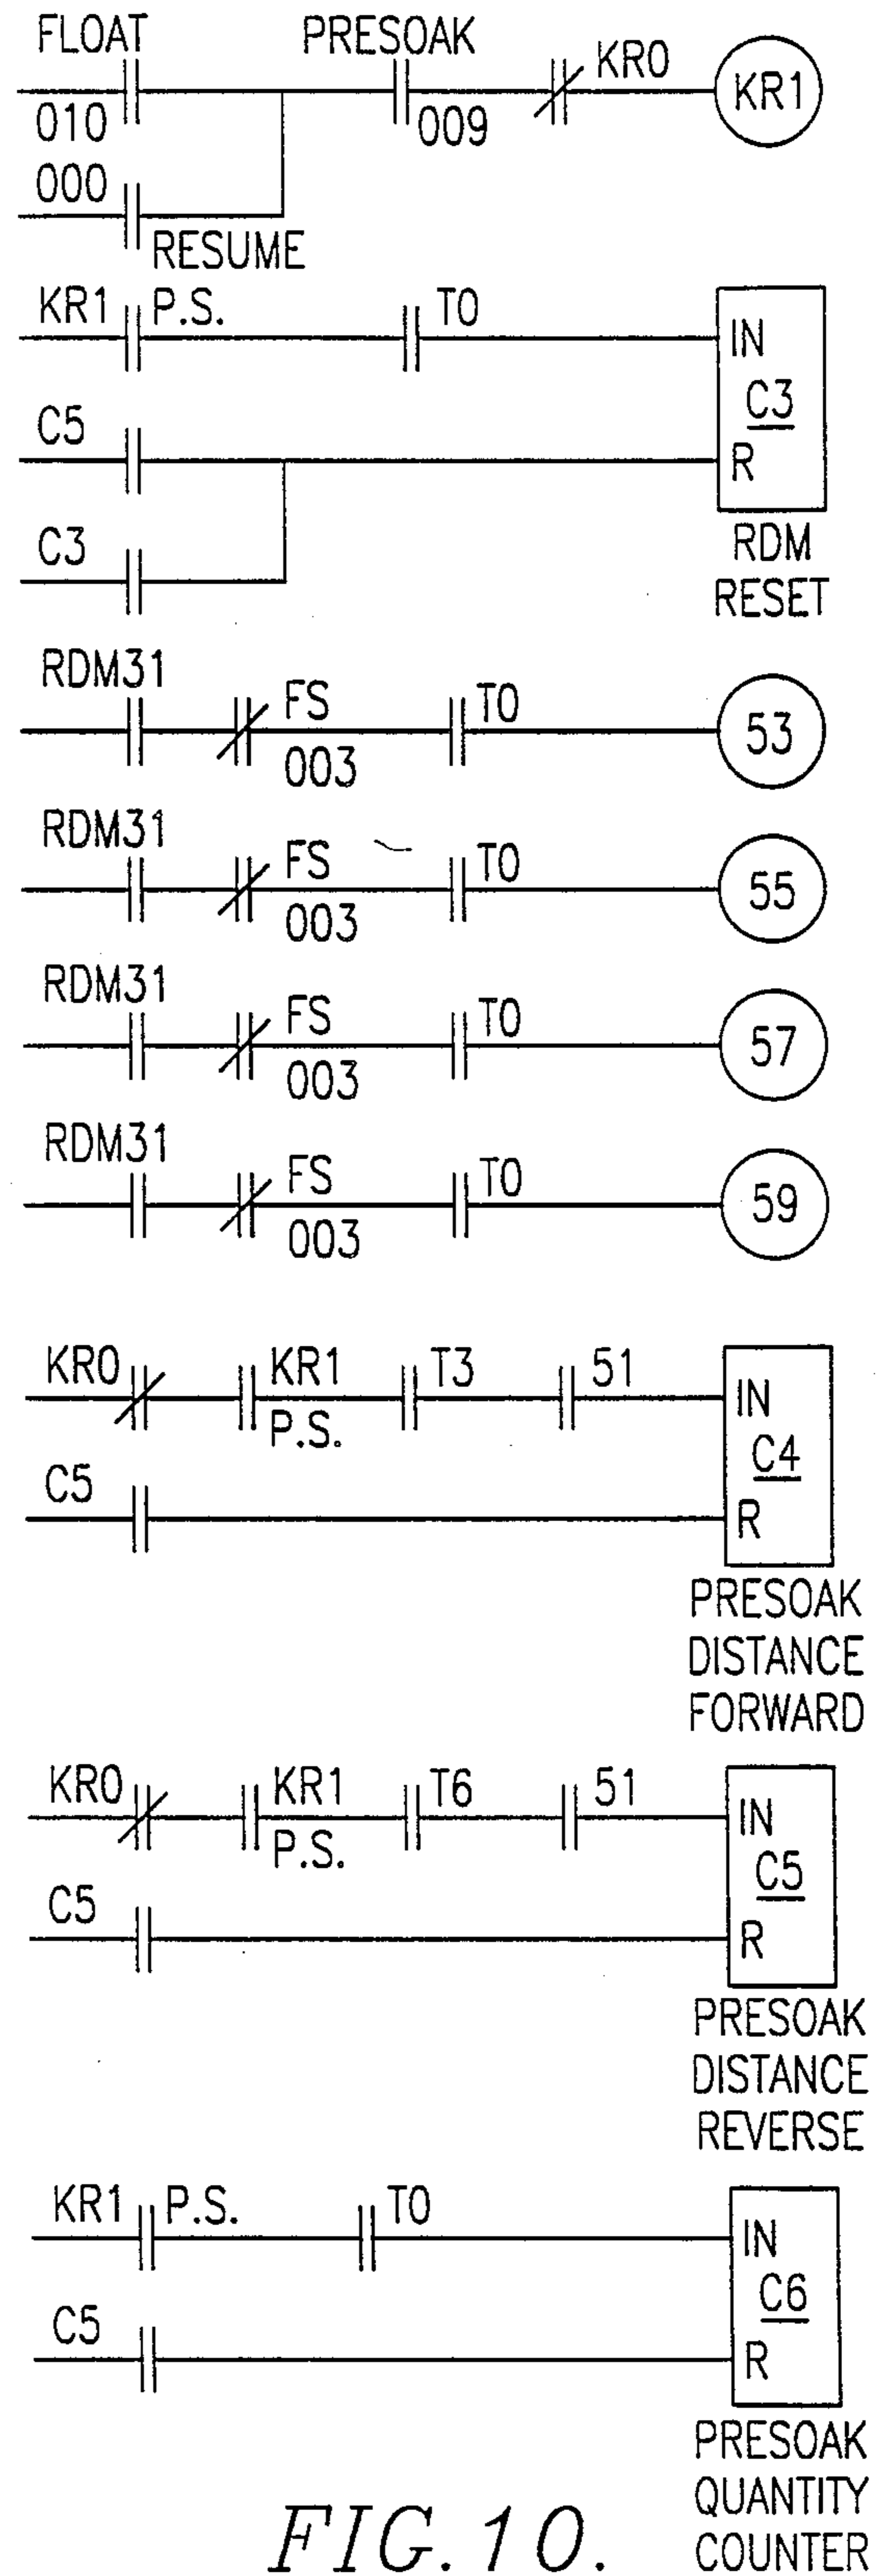 FLOAT PRESOAK KR0
010 009 KR1
000
RESUME
KR1 P.S. T0 IN
C3
C5 R
C3 RDM
RESET
RDM31 FS T0 53
003
RDM31 FS T0 55
003
RDM31 FS T0 57
003
RDM31 FS T0 59
003
KR0 KR1 T3 51 IN
P.S. C4
C5 R
PRESOAK
DISTANCE
FORWARD
KR0 KR1 T6 51 IN
P.S. C5
C5 R
PRESOAK
DISTANCE
REVERSE
KR1 P.S. T0 IN
C6
C5 R
PRESOAK
QUANTITY
COUNTER
FIG.10.